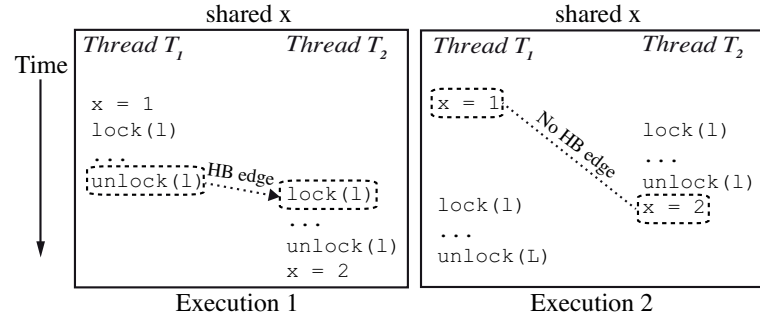 shared x
shared x
Thread T1
Thread T2
Thread T1
Thread T2
Time
x = 1
lock(l)
...
unlock(l)
HB edge
lock(l)
...
unlock(l)
x = 2
x = 1
No HB edge
lock(l)
...
unlock(l)
x = 2
lock(l)
...
unlock(L)
Execution 1
Execution 2